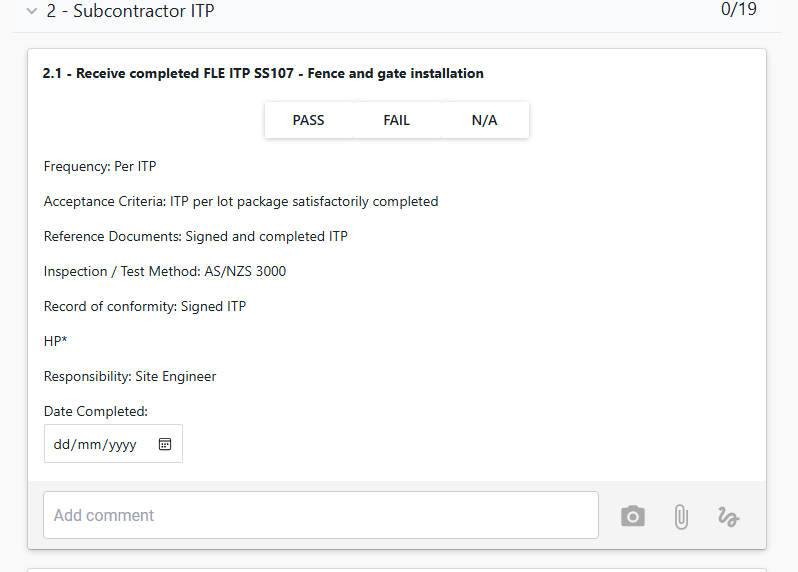 2 - Subcontractor ITP
0/19
2.1 - Receive completed FLE ITP SS107 - Fence and gate installation
PASS FAIL N/A
Frequency: Per ITP
Acceptance Criteria: ITP per lot package satisfactorily completed
Reference Documents: Signed and completed ITP
Inspection / Test Method: AS/NZS 3000
Record of conformity: Signed ITP
HP*
Responsibility: Site Engineer
Date Completed:
dd/mm/yyyy
Add comment